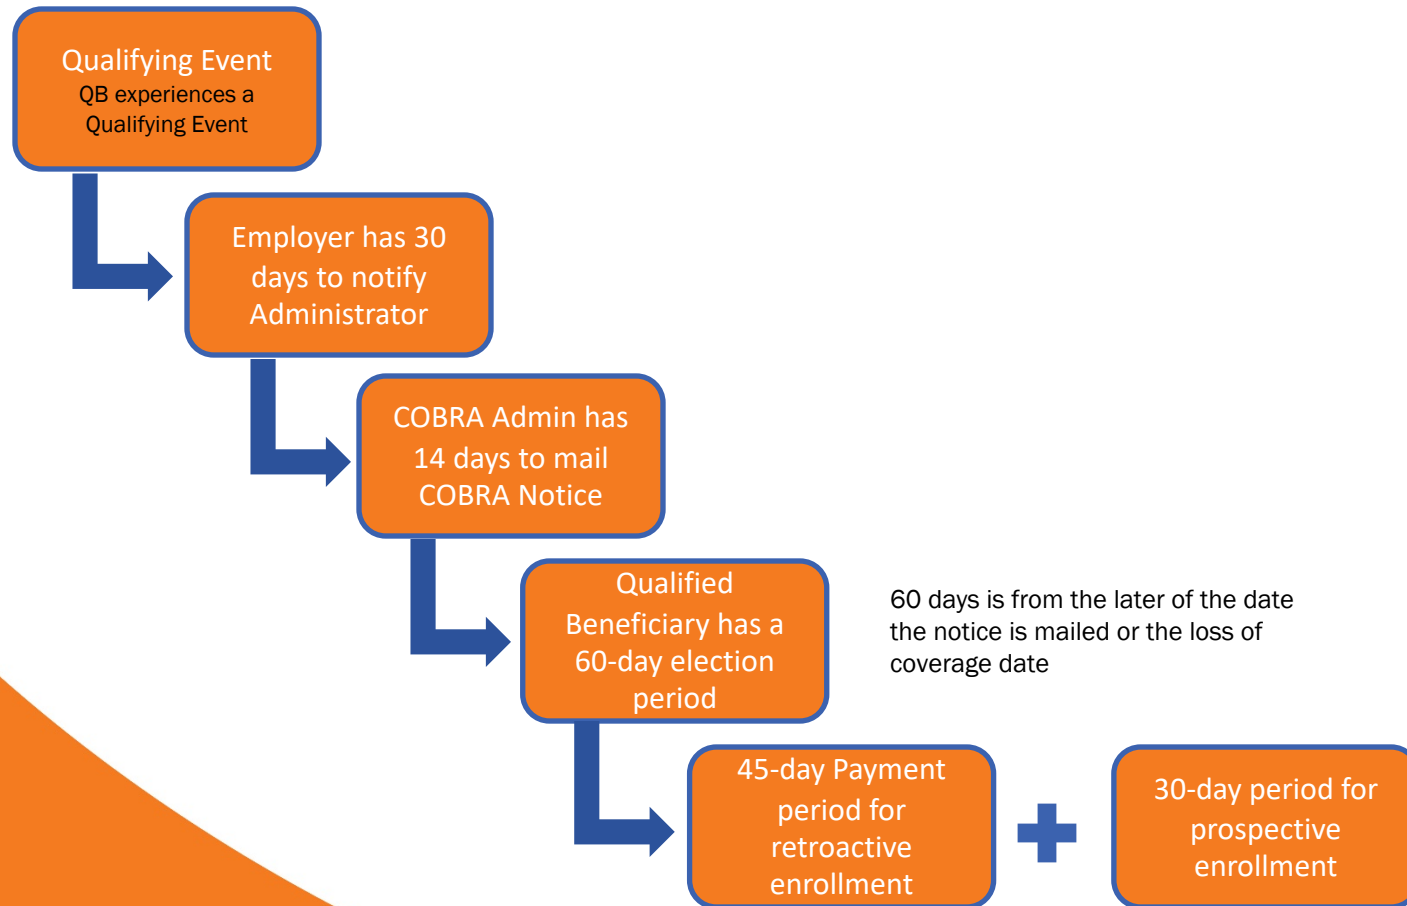 Qualifying Event
QB experiences a
Qualifying Event
Employer has 30
days to notify
Administrator
COBRA Admin has
14 days to mail
COBRA Notice
Qualified
Beneficiary has a
60-day election
period
60 days is from the later of the date
the notice is mailed or the loss of
coverage date
45-day Payment
period for
retroactive
enrollment
30-day period for
prospective
enrollment